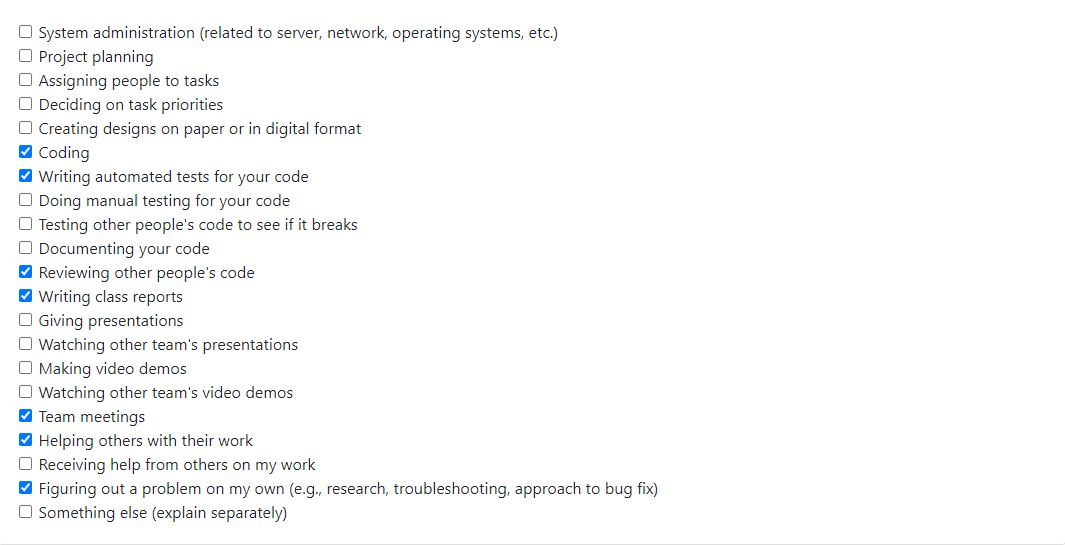 System administration (related to server, network, operating systems, etc.)
Project planning
Assigning people to tasks
Deciding on task priorities
Creating designs on paper or in digital format
Coding
Writing automated tests for your code
Doing manual testing for your code
Testing other people's code to see if it breaks
Documenting your code
Reviewing other people's code
Writing class reports
Giving presentations
Watching other team's presentations
Making video demos
Watching other team's video demos
Team meetings
Helping others with their work
Receiving help from others on my work
Figuring out a problem on my own (e.g., research, troubleshooting, approach to bug fix)
Something else (explain separately)